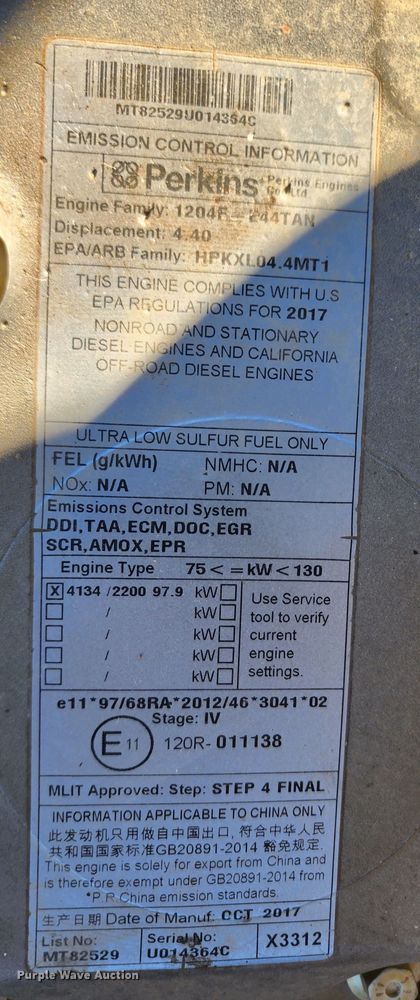 MT82529U014364C
EMISSION CONTROL INFORMATION
Perkins Perkins Engines Co Ltd
Engine Family: 1204F - E44TAN
Displacement: 4.40
EPA/ARB Family: HPKXL04.4MT1
THIS ENGINE COMPLIES WITH U.S
EPA REGULATIONS FOR 2017
NONROAD AND STATIONARY
DIESEL ENGINES AND CALIFORNIA
OFF-ROAD DIESEL ENGINES
ULTRA LOW SULFUR FUEL ONLY
FEL (g/kWh) NMHC: N/A
NOx: N/A PM: N/A
Emissions Control System
DDI,TAA,ECM,DOC,EGR
SCR,AMOX,EPR
Engine Type 75 < = kW < 130
X 4134 /2200 97.9 kW
/ kW
/ kW
/ kW
/ kW
Use Service
tool to verify
current
engine
settings.
e11*97/68RA*2012/46*3041*02
Stage: IV
E11 120R- 011138
MLIT Approved: Step: STEP 4 FINAL
INFORMATION APPLICABLE TO CHINA ONLY
此发动机只用做自中国出口, 符合中华人民
共和国国家标准GB20891-2014 豁免规定.
This engine is solely for export from China and
is therefore exempt under GB20891-2014 from
*P.R.China emission standards.
生产日期 Date of Manuf: OCT 2017
List No: Serial No: X3312
MT82529 U014364C
Purple Wave Auction